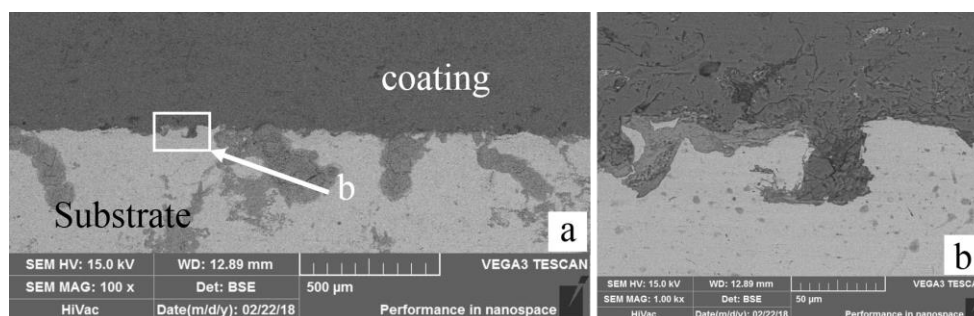 coating
b
Substrate
a
SEM HV: 15.0 kV WD: 12.89 mm VEGA3 TESCAN
SEM MAG: 100 x Det: BSE 500 µm
HiVac Date(m/d/y): 02/22/18 Performance in nanospace
b
SEM HV: 15.0 kV WD: 12.89 mm VEGA3 TESCAN
SEM MAG: 1.00 kx Det: BSE 50 µm
HiVac Date(m/d/y): 02/22/18 Performance in nanospace